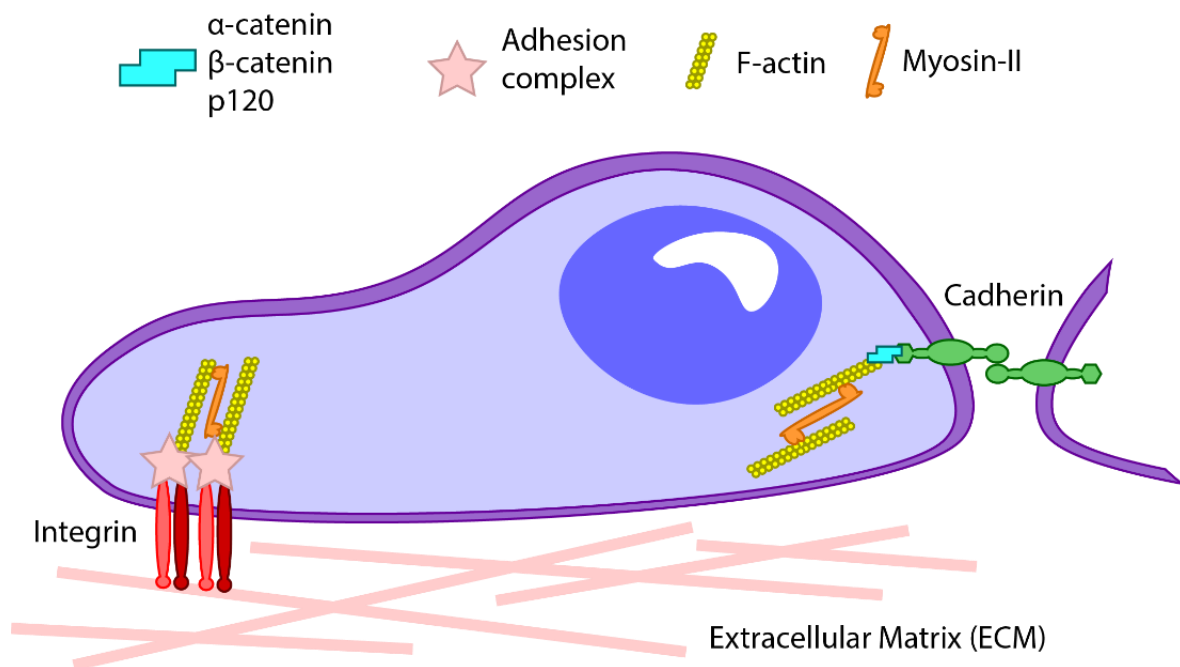 α-catenin
β-catenin
p120
Adhesion
complex
F-actin
Myosin-II
Cadherin
Integrin
Extracellular Matrix (ECM)